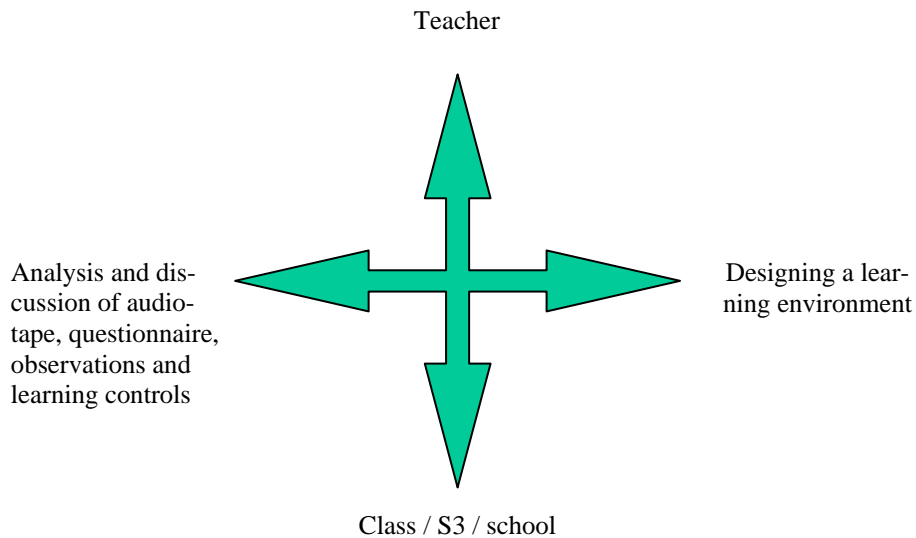 Teacher
Analysis and dis-
cussion of audio-
tape, questionnaire,
observations and
learning controls
Designing a lear-
ning environment
Class / S3 / school